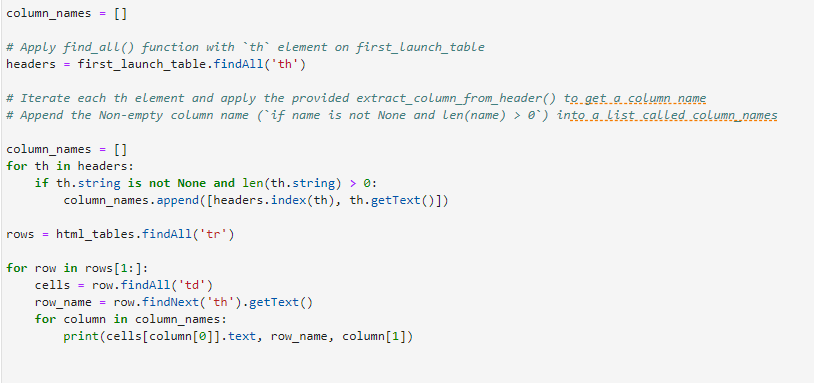 column_names = []
# Apply find_all() function with `th` element on first_launch_table
headers = first_launch_table.findAll('th')
# Iterate each th element and apply the provided extract_column_from_header() to get a column name
# Append the Non-empty column name (`if name is not None and len(name) > 0`) into a list called column_names
column_names = []
for th in headers:
    if th.string is not None and len(th.string) > 0:
        column_names.append([headers.index(th), th.getText()])
rows = html_tables.findAll('tr')
for row in rows[1:]:
    cells = row.findAll('td')
    row_name = row.findNext('th').getText()
    for column in column_names:
        print(cells[column[0]].text, row_name, column[1])